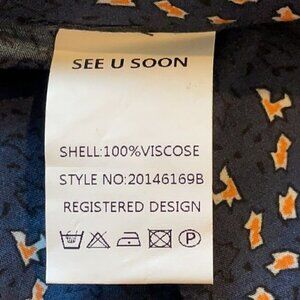 SEE U SOON
SHELL:100%VISCOSE
STYLE NO:20146169B
REGISTERED DESIGN
P